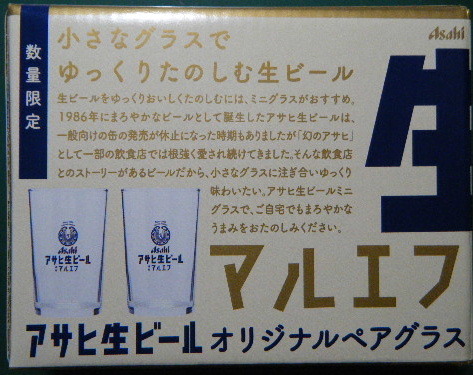 Asahi
数量限定
小さなグラスで
ゆっくりたのしむ生ビール
生ビールをゆっくりおいしくたのしむには、ミニグラスがおすすめ。
1986年にまろやかなビールとして誕生したアサヒ生ビールは、
一般向けの缶の発売が休止になった時期もありましたが「幻のアサヒ」
として一部の飲食店では根強く愛され続けてきました。そんな飲食店
とのストーリーがあるビールだから、小さなグラスに注ぎ合いゆっくり
味わいたい。アサヒ生ビールミニ
グラスで、ご自宅でもまろやかな
うまみをおたのしみください。
生
Asahi
アサヒ生ビール
マルエフ
Asahi
アサヒ生ビール
マルエフ
マルエフ
アサヒ生ビールオリジナルペアグラス